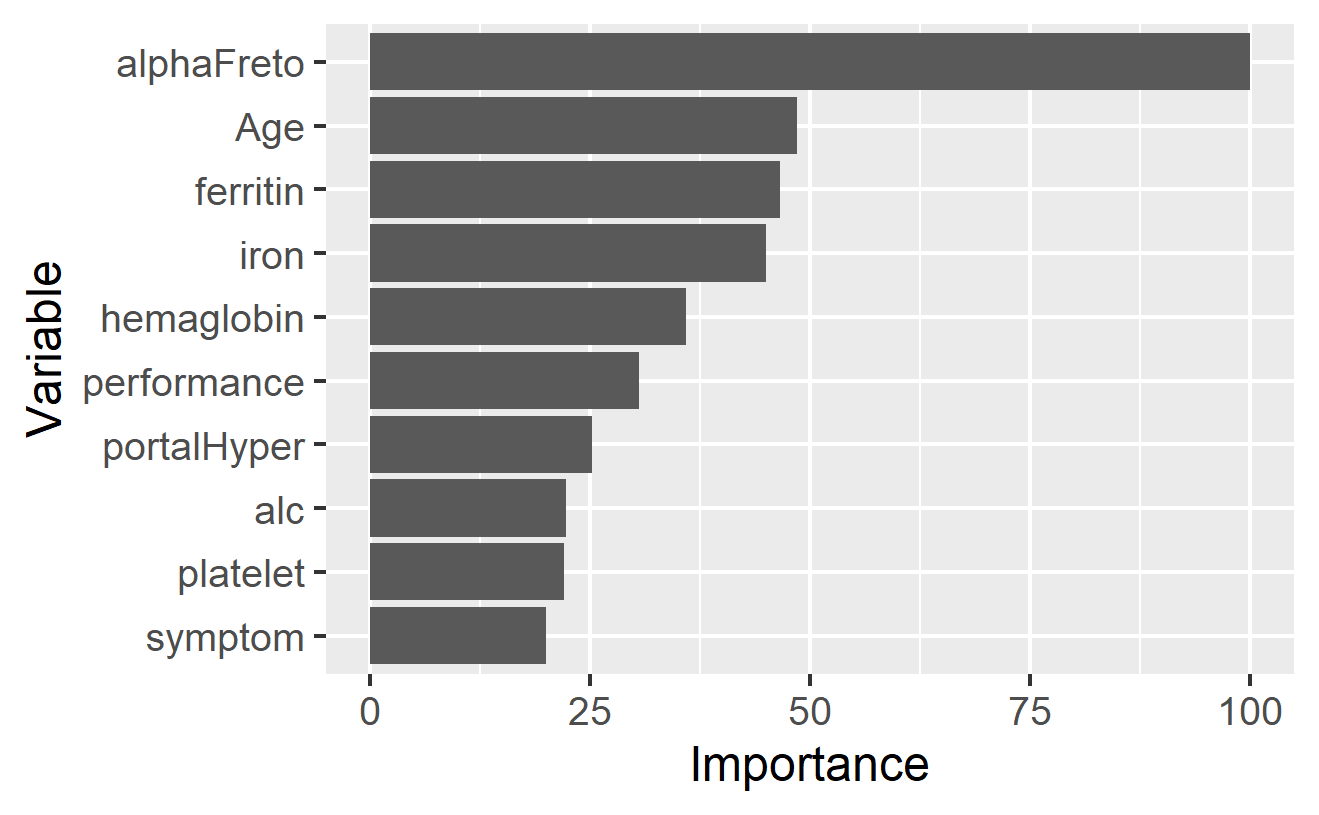 alphaFreto
Age
ferritin
iron
hemaglobin
performance
portalHyper
alc
platelet
symptom
Variable
0 25 50 75 100
Importance